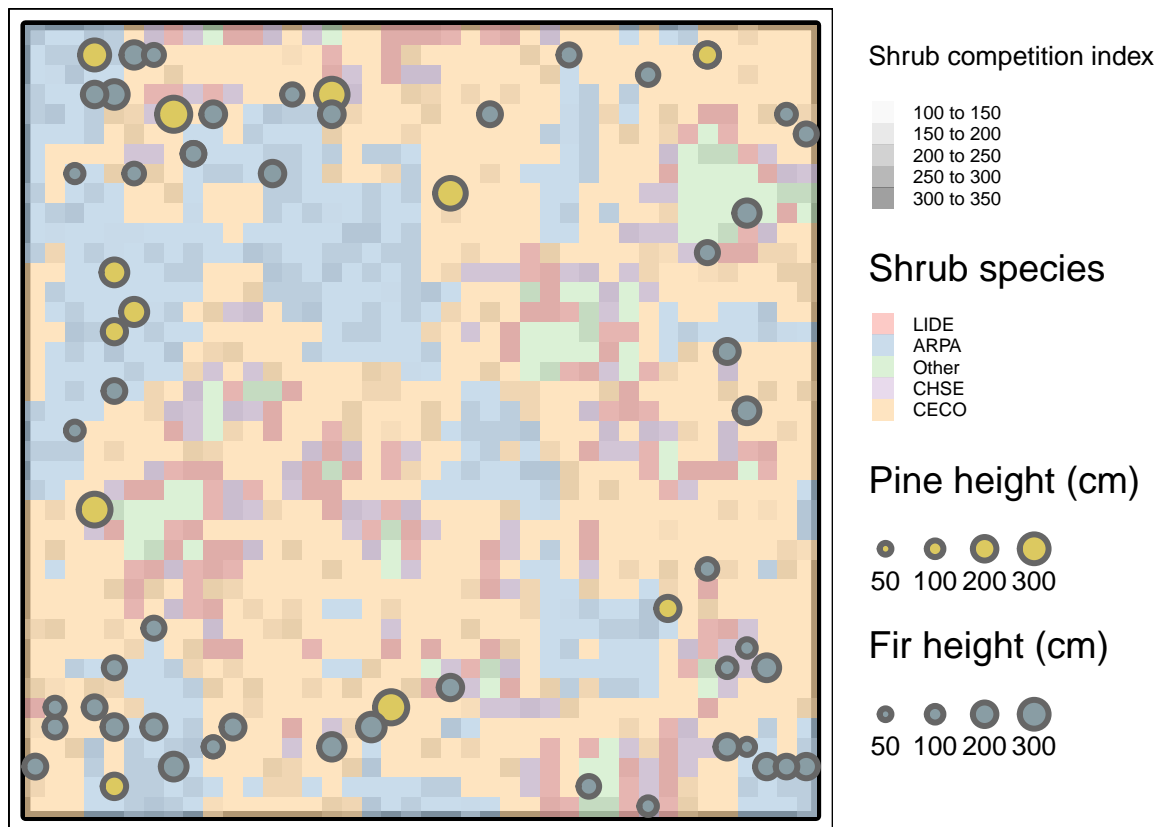 Shrub competition index
100 to 150
150 to 200
200 to 250
250 to 300
300 to 350
Shrub species
LIDE
ARPA
Other
CHSE
CECO
Pine height (cm)
50 100 200 300
Fir height (cm)
50 100 200 300